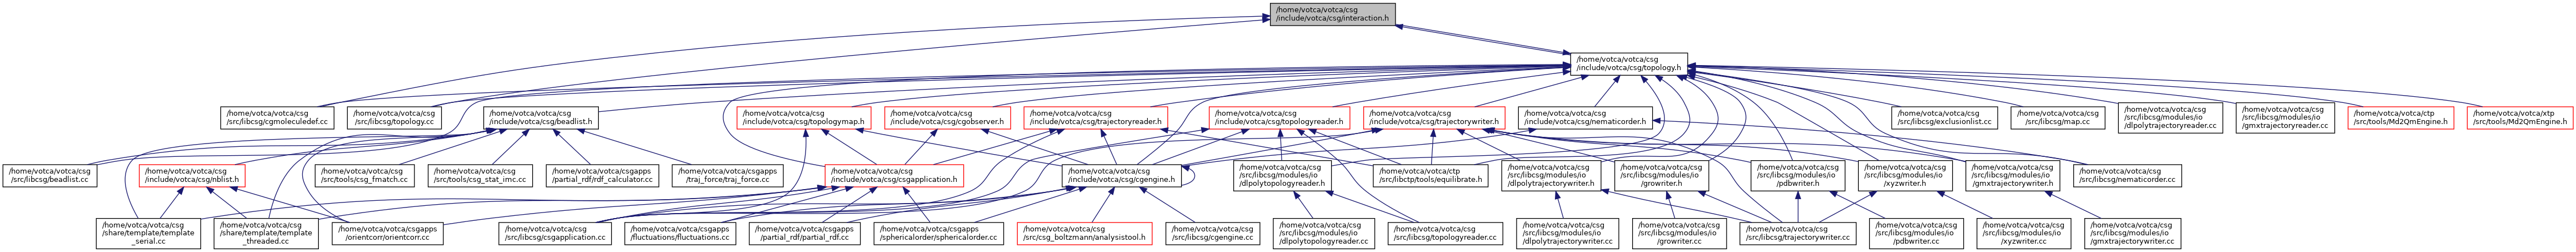 /home/votca/votca/csg
/include/votca/csg/interaction.h
/home/votca/votca/csg
/include/votca/csg/topology.h
/home/votca/votca/csg
/src/libcsg/cgmoleculedef.cc
/home/votca/votca/csg
/src/libcsg/topology.cc
/home/votca/votca/csg
/include/votca/csg/beadlist.h
/home/votca/votca/csg
/include/votca/csg/topologymap.h
/home/votca/votca/csg
/include/votca/csg/cgobserver.h
/home/votca/votca/csg
/include/votca/csg/trajectoryreader.h
/home/votca/votca/csg
/include/votca/csg/topologyreader.h
/home/votca/votca/csg
/include/votca/csg/trajectorywriter.h
/home/votca/votca/csg
/include/votca/csg/nematicorder.h
/home/votca/votca/csg
/src/libcsg/exclusionlist.cc
/home/votca/votca/csg
/src/libcsg/map.cc
/home/votca/votca/csg
/src/libcsg/modules/io
/dlpolytrajectoryreader.cc
/home/votca/votca/csg
/src/libcsg/modules/io
/gmxtrajectoryreader.cc
/home/votca/votca/ctp
/src/tools/Md2QmEngine.h
/home/votca/votca/xtp
/src/tools/Md2QmEngine.h
/home/votca/votca/csg
/src/libcsg/beadlist.cc
/home/votca/votca/csg
/include/votca/csg/nblist.h
/home/votca/votca/csg
/src/tools/csg_fmatch.cc
/home/votca/votca/csg
/src/tools/csg_stat_imc.cc
/home/votca/votca/csgapps
/partial_rdf/rdf_calculator.cc
/home/votca/votca/csgapps
/traj_force/traj_force.cc
/home/votca/votca/csg
/include/votca/csg/csgapplication.h
/home/votca/votca/csg
/include/votca/csg/cgengine.h
/home/votca/votca/csg
/src/libcsg/modules/io
/dlpolytopologyreader.h
/home/votca/votca/ctp
/src/libctp/tools/equilibrate.h
/home/votca/votca/csg
/src/libcsg/modules/io
/dlpolytrajectorywriter.h
/home/votca/votca/csg
/src/libcsg/modules/io
/growriter.h
/home/votca/votca/csg
/src/libcsg/modules/io
/pdbwriter.h
/home/votca/votca/csg
/src/libcsg/modules/io
/xyzwriter.h
/home/votca/votca/csg
/src/libcsg/modules/io
/gmxtrajectorywriter.h
/home/votca/votca/csg
/src/libcsg/nematicorder.cc
/home/votca/votca/csg
/share/template/template
_serial.cc
/home/votca/votca/csg
/share/template/template
_threaded.cc
/home/votca/votca/csgapps
/orientcorr/orientcorr.cc
/home/votca/votca/csg
/src/libcsg/csgapplication.cc
/home/votca/votca/csgapps
/fluctuations/fluctuations.cc
/home/votca/votca/csgapps
/partial_rdf/partial_rdf.cc
/home/votca/votca/csgapps
/sphericalorder/sphericalorder.cc
/home/votca/votca/csg
/src/csg_boltzmann/analysistool.h
/home/votca/votca/csg
/src/libcsg/cgengine.cc
/home/votca/votca/csg
/src/libcsg/modules/io
/dlpolytopologyreader.cc
/home/votca/votca/csg
/src/libcsg/topologyreader.cc
/home/votca/votca/csg
/src/libcsg/modules/io
/dlpolytrajectorywriter.cc
/home/votca/votca/csg
/src/libcsg/modules/io
/growriter.cc
/home/votca/votca/csg
/src/libcsg/trajectorywriter.cc
/home/votca/votca/csg
/src/libcsg/modules/io
/pdbwriter.cc
/home/votca/votca/csg
/src/libcsg/modules/io
/xyzwriter.cc
/home/votca/votca/csg
/src/libcsg/modules/io
/gmxtrajectorywriter.cc